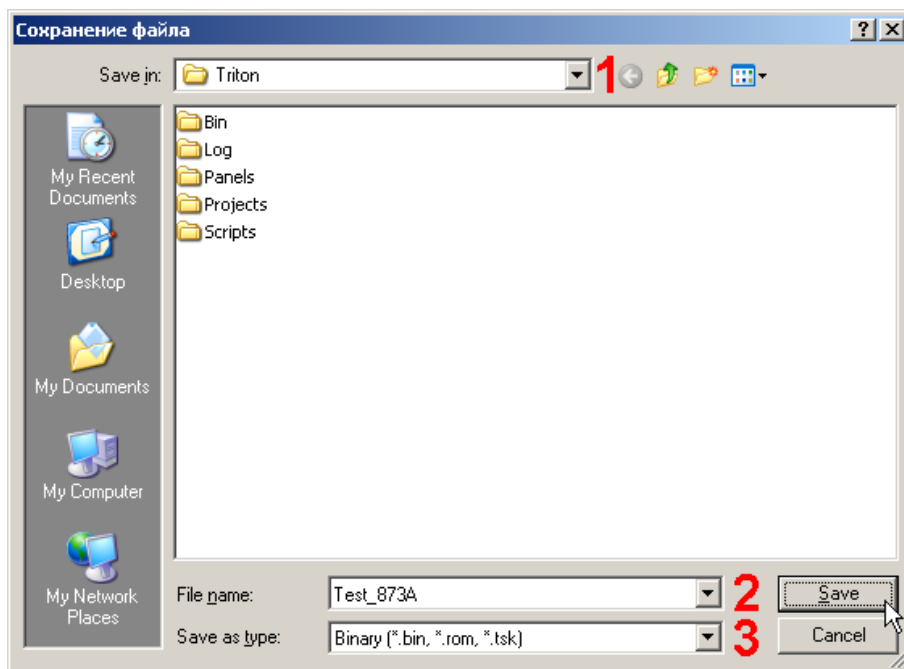 Сохранение файла
Save in: Triton 1
Bin
Log
Panels
Projects
Scripts
My Recent
Documents
Desktop
My Documents
My Computer
My Network
Places
File name: Test_873A 2 Save
Save as type: Binary (*.bin, *.rom, *.tsk) 3 Cancel